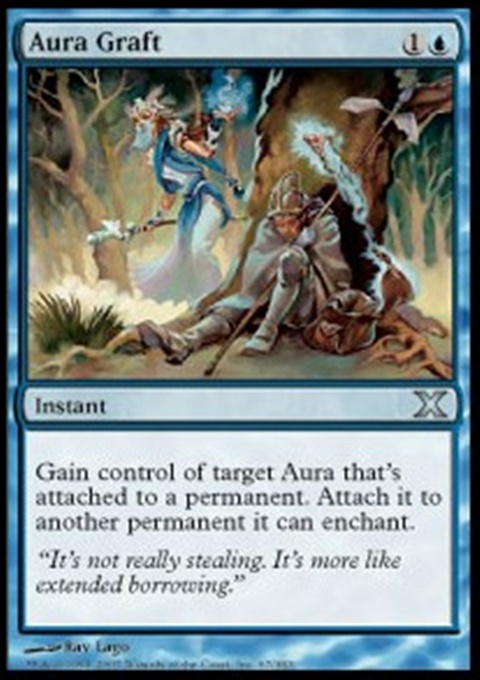 Aura Graft 1
Instant
Gain control of target Aura that's
attached to a permanent. Attach it to
another permanent it can enchant.
"It's not really stealing. It's more like
extended borrowing."
Ray Lago